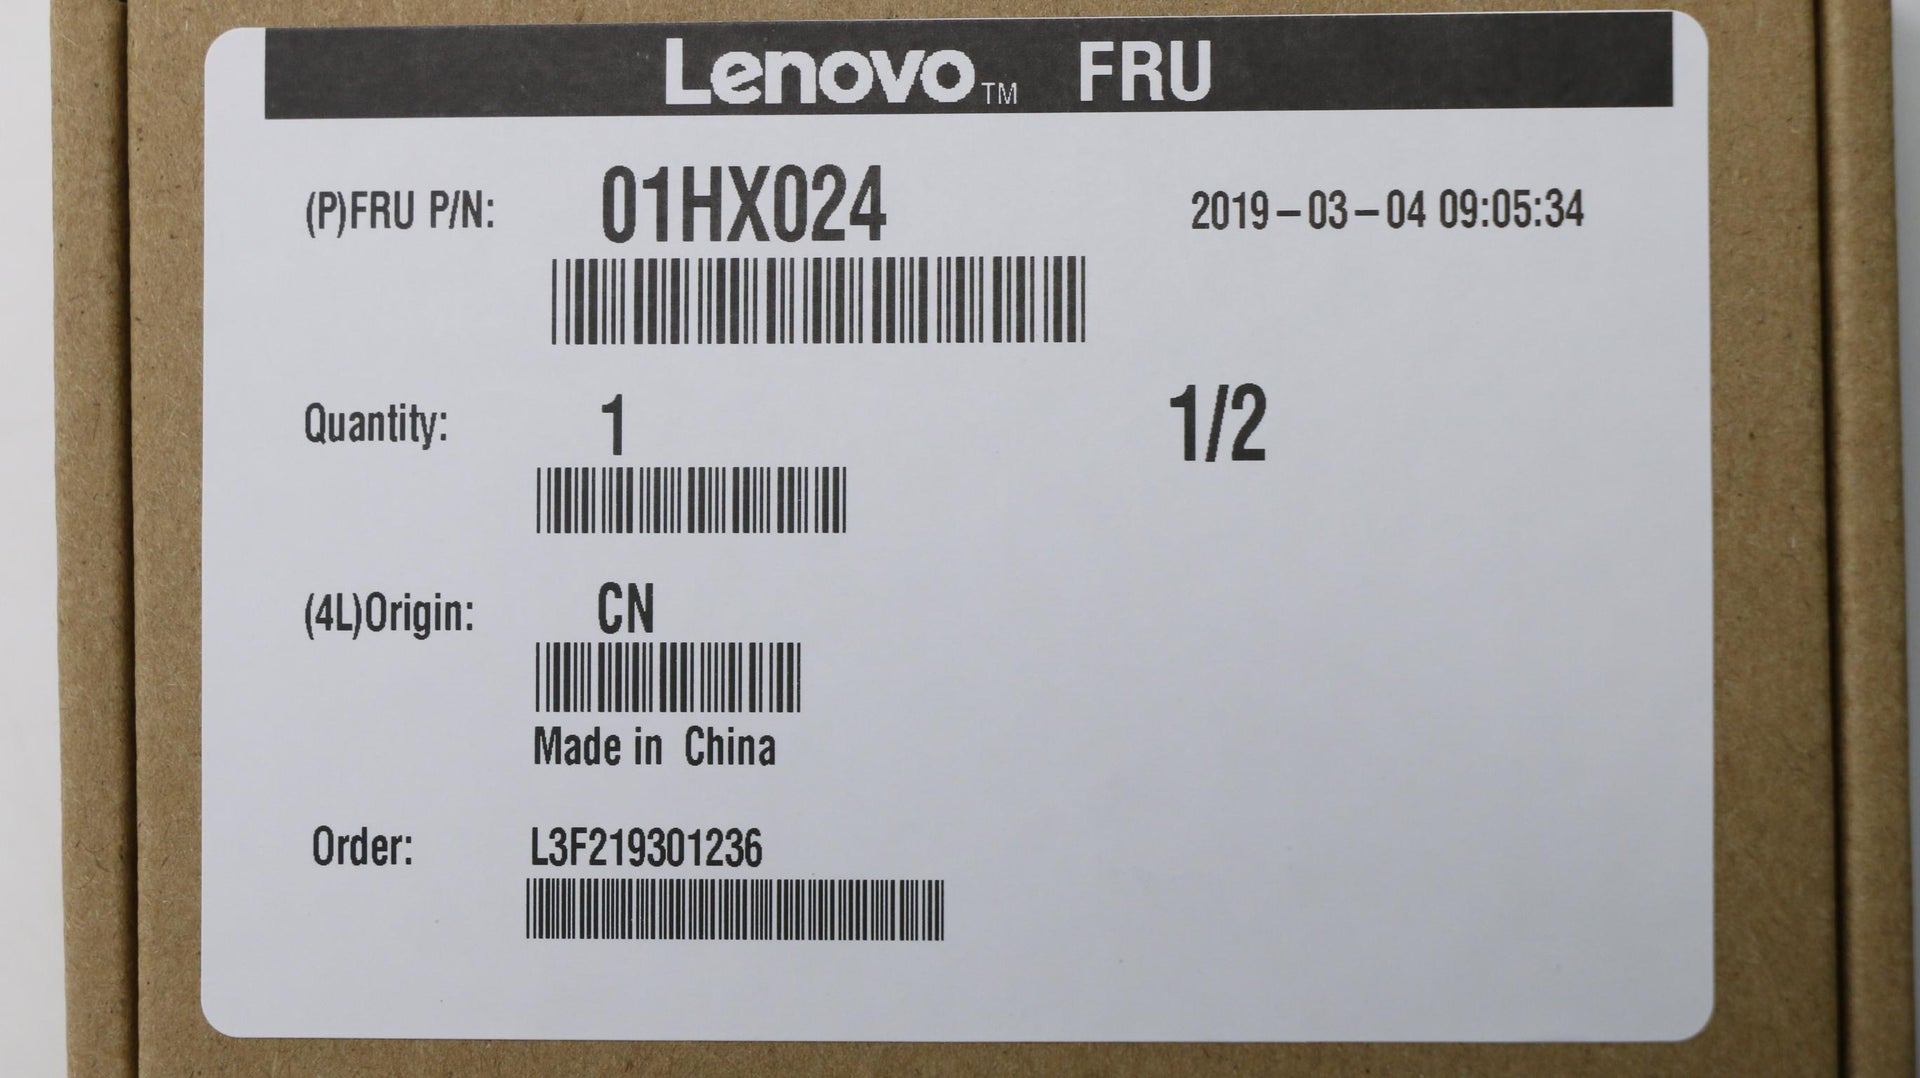 Lenovo™ FRU
(P)FRU P/N: 01HX024 2019-03-04 09:05:34
Quantity: 1 1/2
(4L)Origin: CN
Made in China
Order: L3F219301236